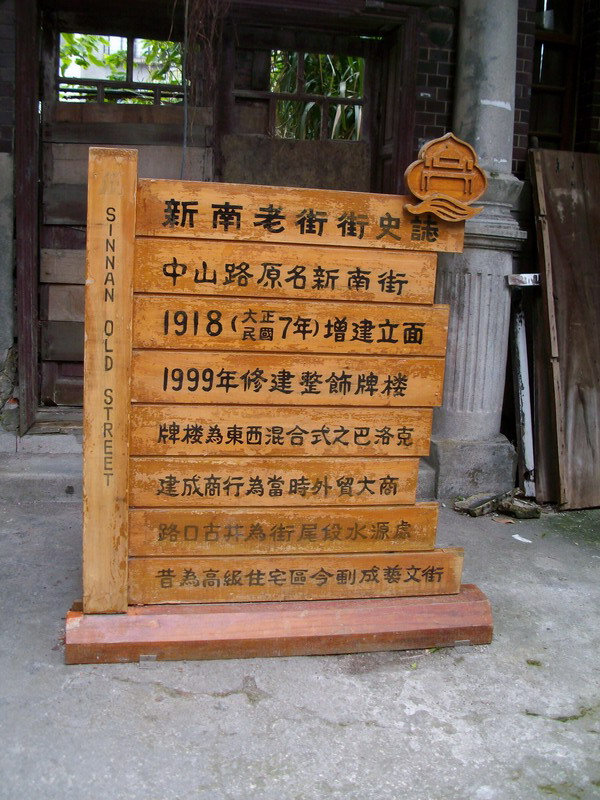 SINNAN OLD STREET
新南老街街史誌
中山路原名新南街
1918(大正民國7年)增建立面
1999年修建整飾牌楼
牌楼為東西混合式之巴洛克
建成商行為當時外貿大商
路口古井為街尾段水源處
昔為高級住宅區今劃成藝文街